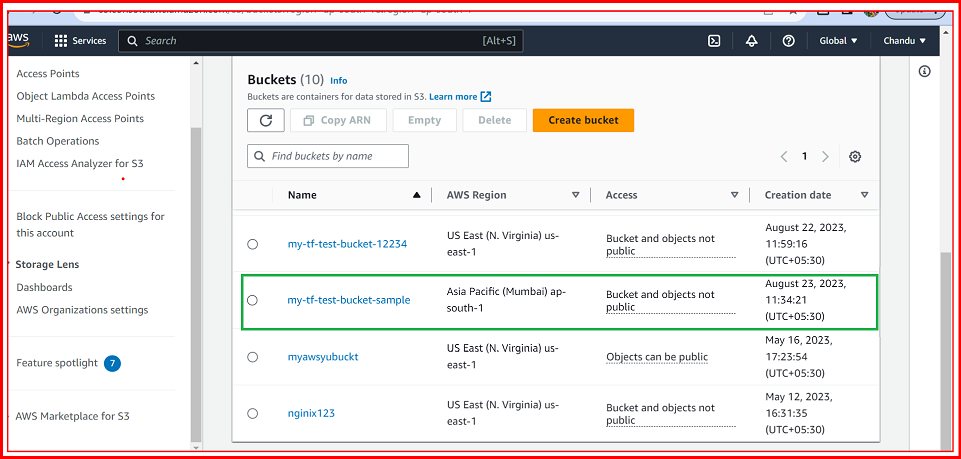 aws
Services
Search
[Alt+S]
Global
Chandu
Access Points
Object Lambda Access Points
Multi-Region Access Points
Batch Operations
IAM Access Analyzer for S3
Block Public Access settings for
this account
Storage Lens
Dashboards
AWS Organizations settings
Feature spotlight 7
AWS Marketplace for S3
Buckets (10) Info
Buckets are containers for data stored in S3. Learn more
Copy ARN
Empty
Delete
Create bucket
Find buckets by name
1
Name
AWS Region
Access
Creation date
my-tf-test-bucket-12234
US East (N. Virginia) us-
east-1
Bucket and objects not
public
August 22, 2023,
11:59:16
(UTC+05:30)
my-tf-test-bucket-sample
Asia Pacific (Mumbai) ap-
south-1
Bucket and objects not
public
August 23, 2023,
11:34:21
(UTC+05:30)
myawsyubuckt
US East (N. Virginia) us-
east-1
Objects can be public
May 16, 2023,
17:23:54
(UTC+05:30)
nginix123
US East (N. Virginia) us-
east-1
Bucket and objects not
public
May 12, 2023,
16:31:35
(UTC+05:30)